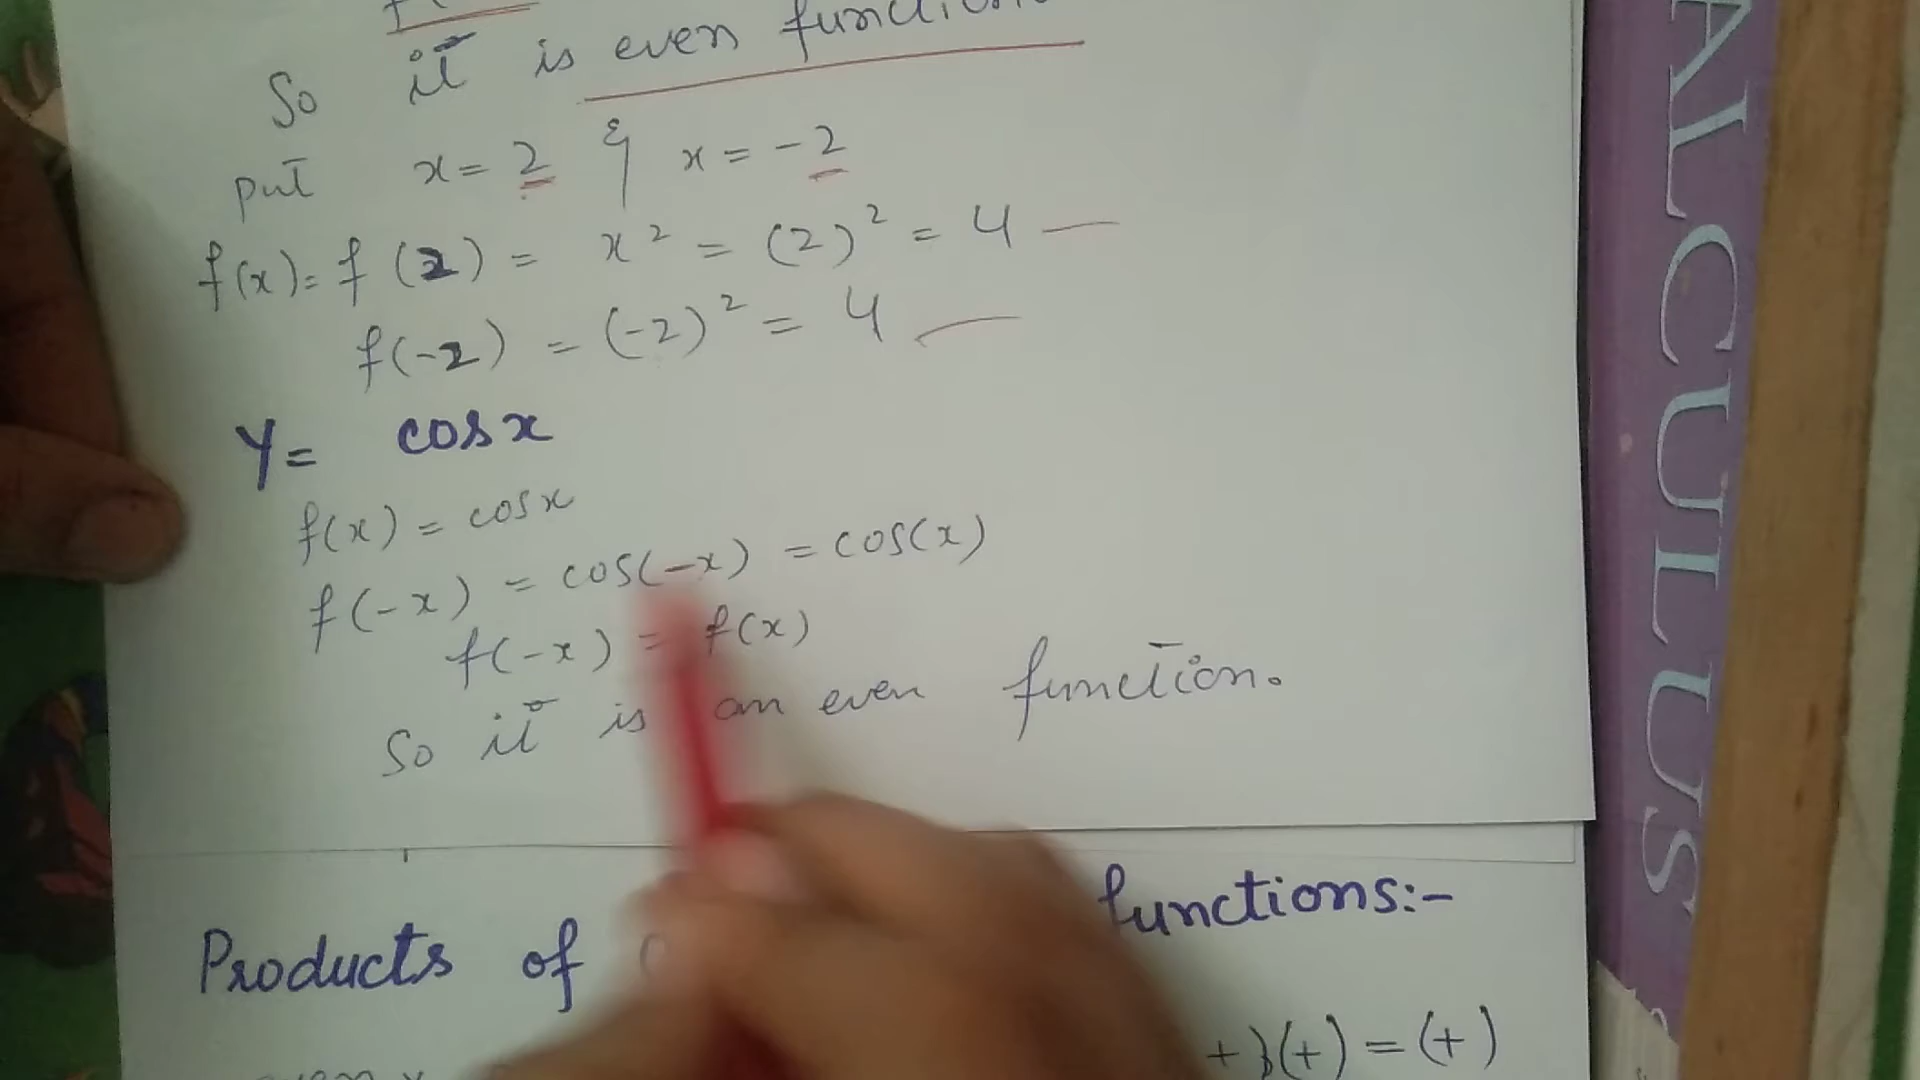 So it is even function
put x = 2 & x = -2
f(x) = f(2) = x² = (2)² = 4 —
f(-2) = (-2)² = 4 —
Y = cos x
f(x) = cos x
f(-x) = cos(-x) = cos(x)
f(-x) = f(x)
So it is an even function.
Products of functions:-
+)(+) = (+)
CALCULUS